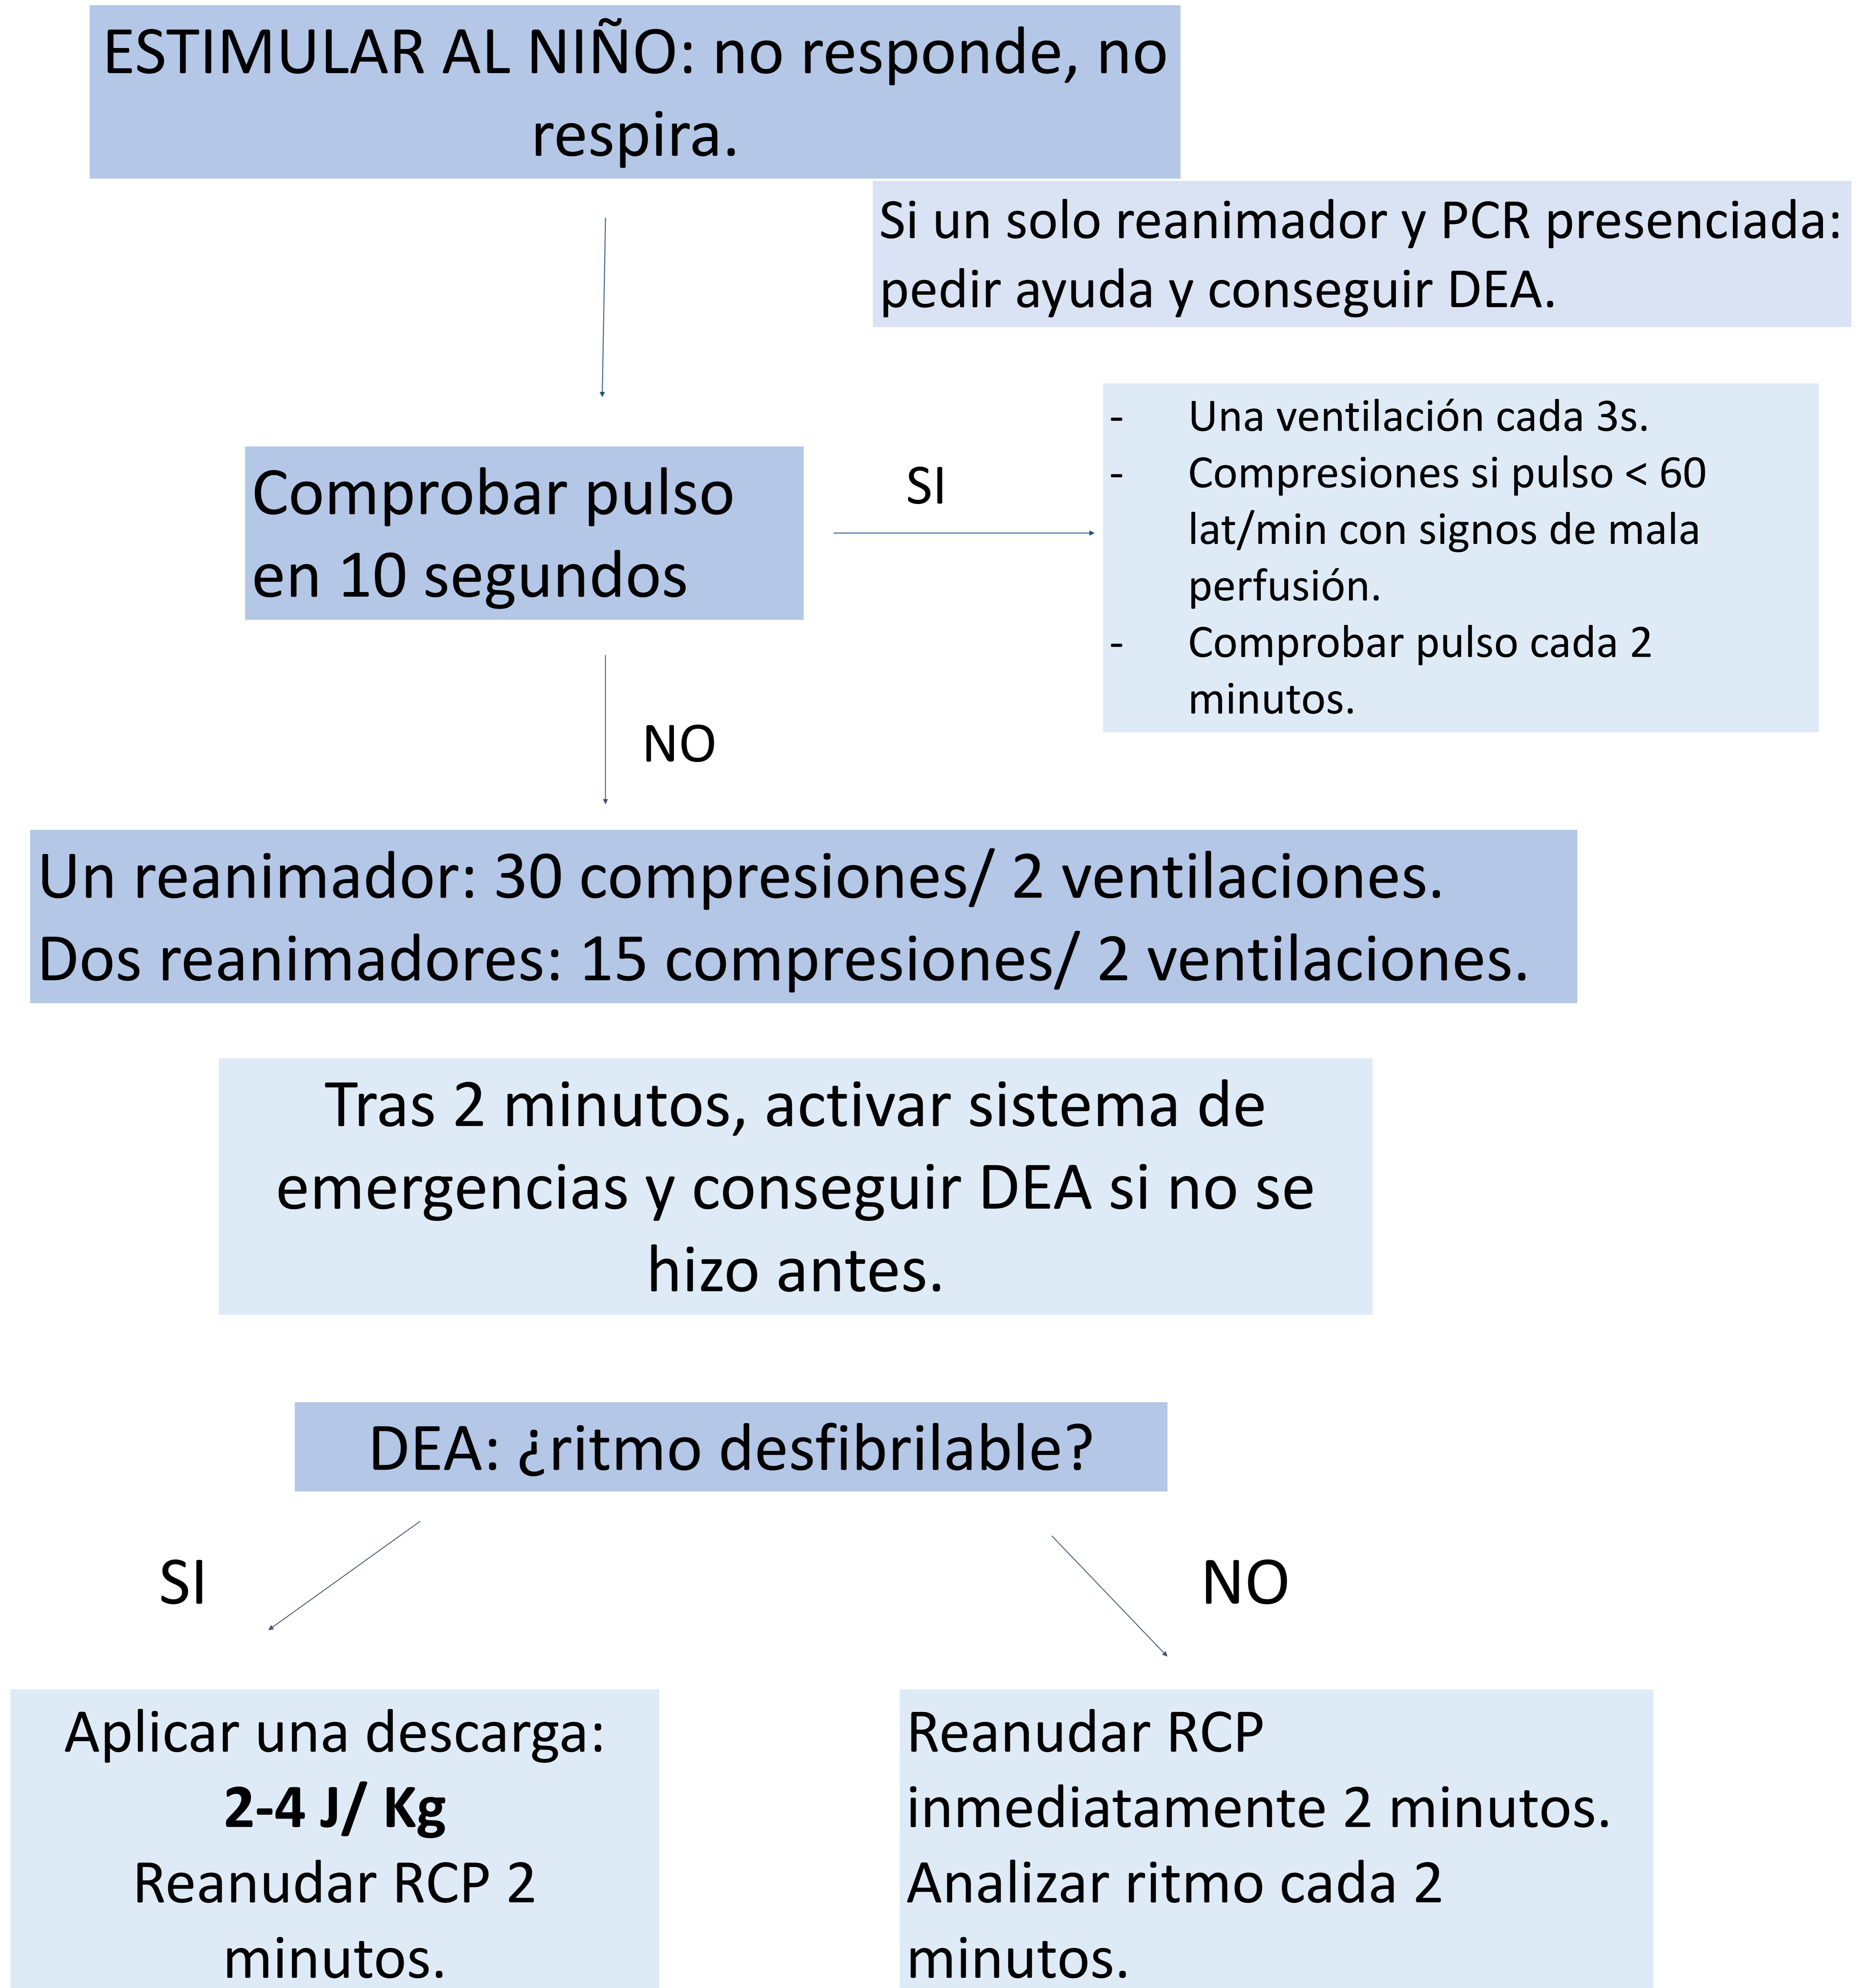 ESTIMULAR AL NIÑO: no responde, no
respira.
Si un solo reanimador y PCR presenciada:
pedir ayuda y conseguir DEA.
Comprobar pulso
en 10 segundos
SI
- Una ventilación cada 3s.
- Compresiones si pulso < 60
lat/min con signos de mala
perfusión.
- Comprobar pulso cada 2
minutos.
NO
Un reanimador: 30 compresiones/ 2 ventilaciones.
Dos reanimadores: 15 compresiones/ 2 ventilaciones.
Tras 2 minutos, activar sistema de
emergencias y conseguir DEA si no se
hizo antes.
DEA: ¿ritmo desfibrilable?
SI
NO
Aplicar una descarga:
2-4 J/ Kg
Reanudar RCP 2
minutos.
Reanudar RCP
inmediatamente 2 minutos.
Analizar ritmo cada 2
minutos.